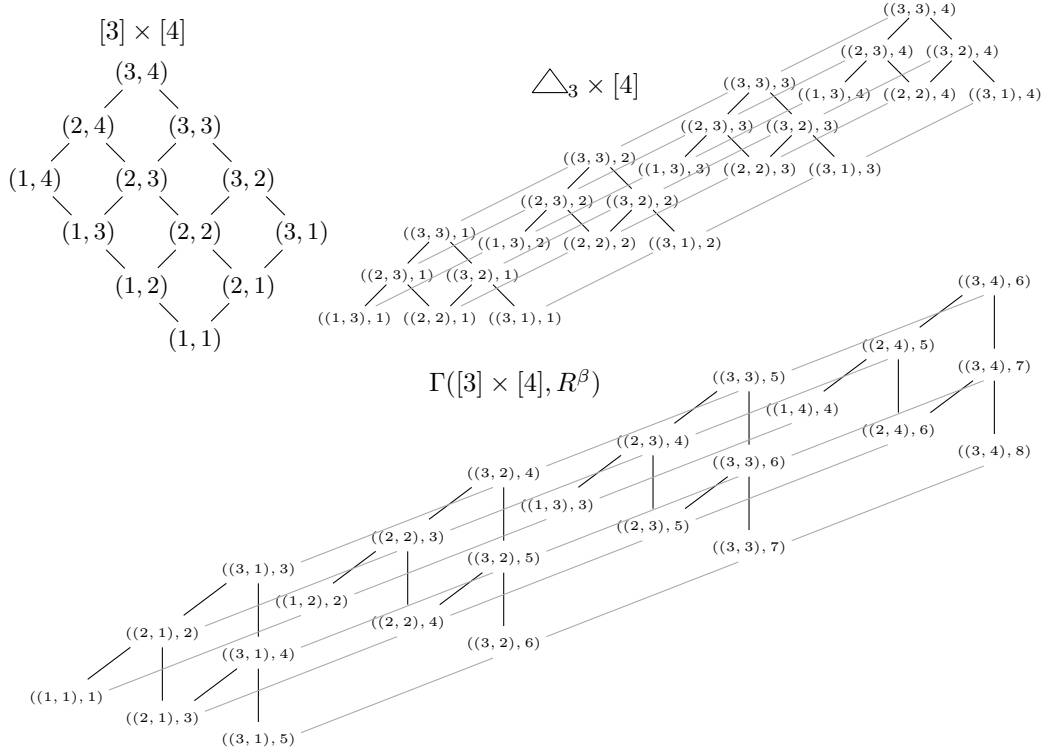 [3] × [4]
(3, 4)
(2, 4) (3, 3)
(1, 4) (2, 3) (3, 2)
(1, 3) (2, 2) (3, 1)
(1, 2) (2, 1)
(1, 1)
△₃ × [4]
((3, 3), 4)
((2, 3), 4) ((3, 2), 4)
((1, 3), 4) ((2, 2), 4) ((3, 1), 4)
((3, 3), 3)
((2, 3), 3) ((3, 2), 3)
((1, 3), 3) ((2, 2), 3) ((3, 1), 3)
((3, 3), 2)
((2, 3), 2) ((3, 2), 2)
((1, 3), 2) ((2, 2), 2) ((3, 1), 2)
((3, 3), 1)
((2, 3), 1) ((3, 2), 1)
((1, 3), 1) ((2, 2), 1) ((3, 1), 1)
Γ([3] × [4], R^β)
((3, 4), 6)
((2, 4), 5) ((3, 4), 7)
((1, 4), 4) ((2, 4), 6) ((3, 4), 8)
((3, 3), 5)
((2, 3), 4) ((3, 3), 6)
((1, 3), 3) ((2, 3), 5) ((3, 3), 7)
((3, 2), 4)
((2, 2), 3) ((3, 2), 5)
((1, 2), 2) ((2, 2), 4) ((3, 2), 6)
((3, 1), 3)
((2, 1), 2) ((3, 1), 4)
((1, 1), 1) ((2, 1), 3) ((3, 1), 5)